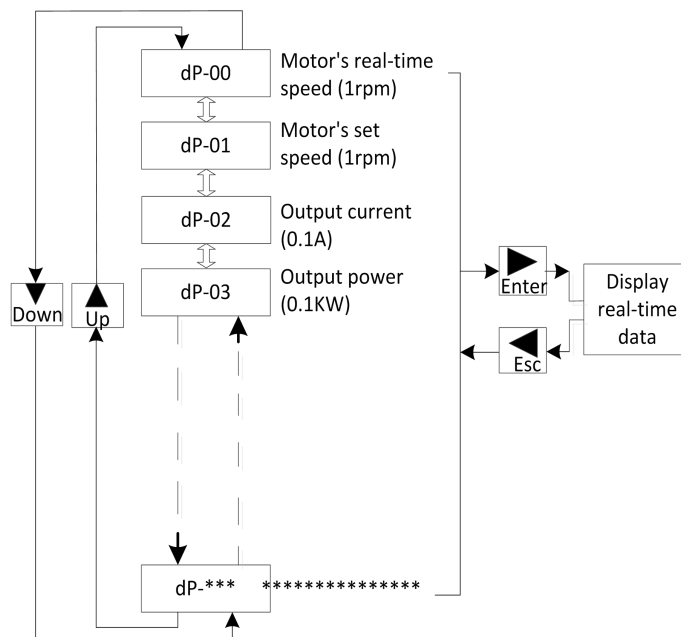 dP-00
Motor's real-time
speed (1rpm)
dP-01
Motor's set
speed (1rpm)
dP-02
Output current
(0.1A)
dP-03
Output power
(0.1KW)
Down
Up
Enter
Esc
Display
real-time
data
dP-*** ***************